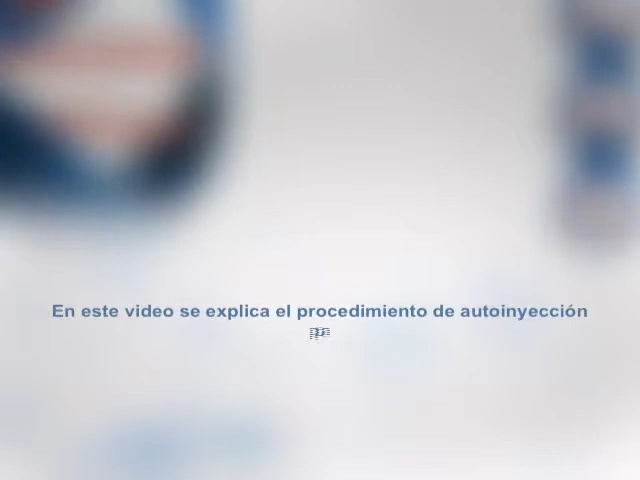 En este video se explica el procedimiento de autoinyección